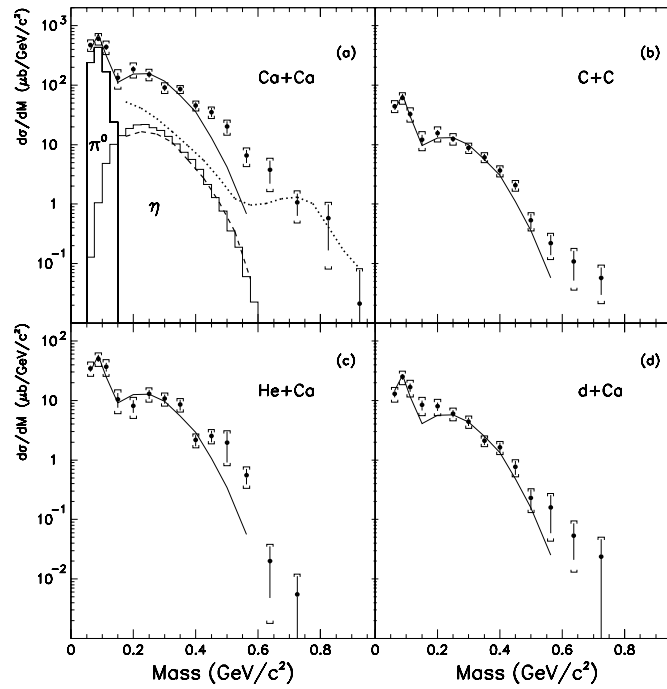 10³
10²
10
1
10⁻¹
dσ/dM (μb/GeV/c²)
(a)
Ca+Ca
π⁰
η
(b)
C+C
10²
10
1
10⁻¹
10⁻²
dσ/dM (μb/GeV/c²)
(c)
He+Ca
(d)
d+Ca
0 0.2 0.4 0.6 0.8
0 0.2 0.4 0.6 0.8
Mass (GeV/c²)
Mass (GeV/c²)